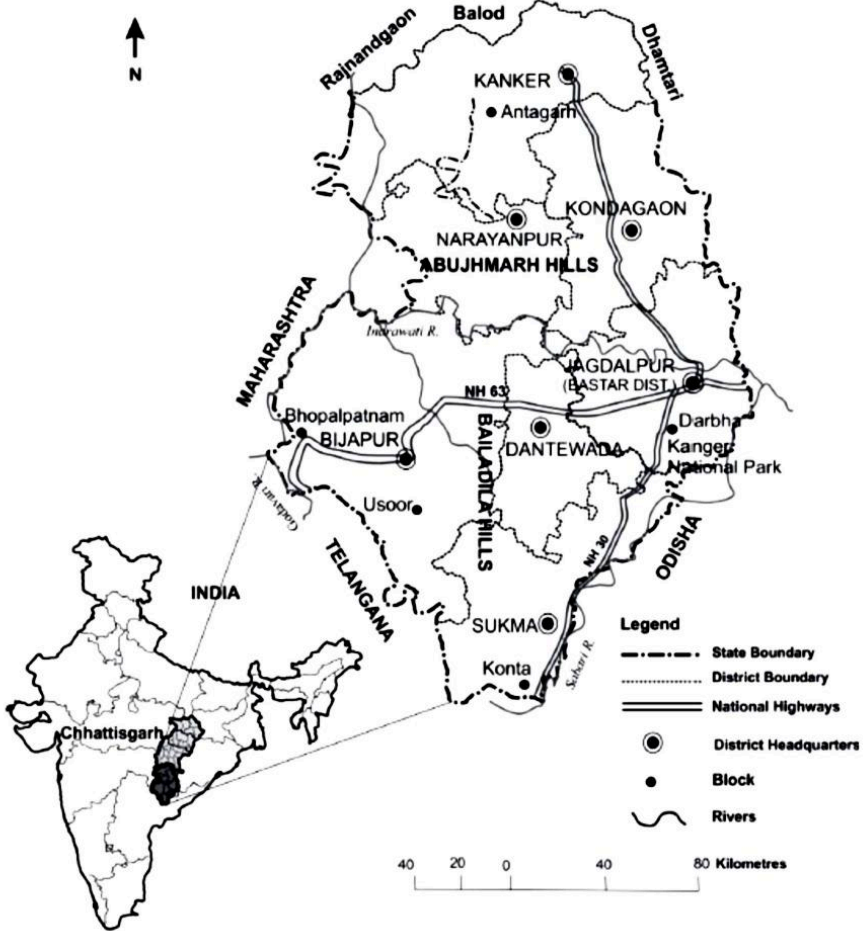 Balod
Rajnandgaon
Dhamtari
N
KANKER
Antagarh
KONDAGAON
NARAYANPUR
ABUJHMARH HILLS
MAHARASHTRA
Indrawati R.
JAGDALPUR
(BASTAR DIST.)
NH 63
Bhopalpatnam
BIJAPUR
BAILADILA HILLS
DANTEWADA
Darbha
Kanger
National Park
Godavari R.
Usoor
NH 30
ODISHA
TELANGANA
INDIA
SUKMA
Konta
Sabari R.
Chhattisgarh
Legend
State Boundary
District Boundary
National Highways
District Headquarters
Block
Rivers
40 20 0 40 80 Kilometres